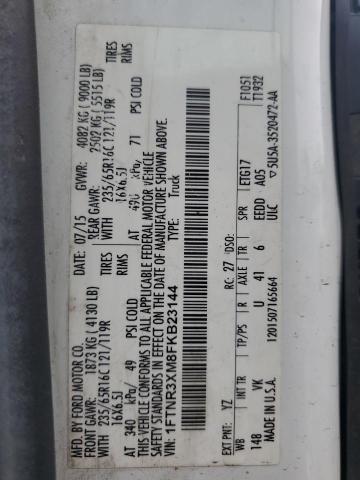 MFD. BY FORD MOTOR CO.
DATE: 07/15 GVWR: 4082 KG ( 9000 LB)
FRONT GAWR: 1873 KG ( 4130 LB) REAR GAWR: 2502 KG ( 5515 LB)
WITH 235/65R16C 121/119R TIRES WITH 235/65R16C 121/119R TIRES
16X6.5J RIMS 16X6.5J RIMS
AT 340 kPa/ 49 PSI COLD AT 490 kPa/ 71 PSI COLD
THIS VEHICLE CONFORMS TO ALL APPLICABLE FEDERAL MOTOR VEHICLE
SAFETY STANDARDS IN EFFECT ON THE DATE OF MANUFACTURE SHOWN ABOVE.
VIN: 1FTNR3XM8FKB23144
TYPE: Truck
F1051
T1932
EXT PNT: YZ RC: 27 DSO:
WB INT TR TP/PS R AXLE TR SPR ETG17
148 VK U 41 6 EEDD A05
MADE IN U.S.A. 1201507165664 ULC
5U5A-3520472-AA